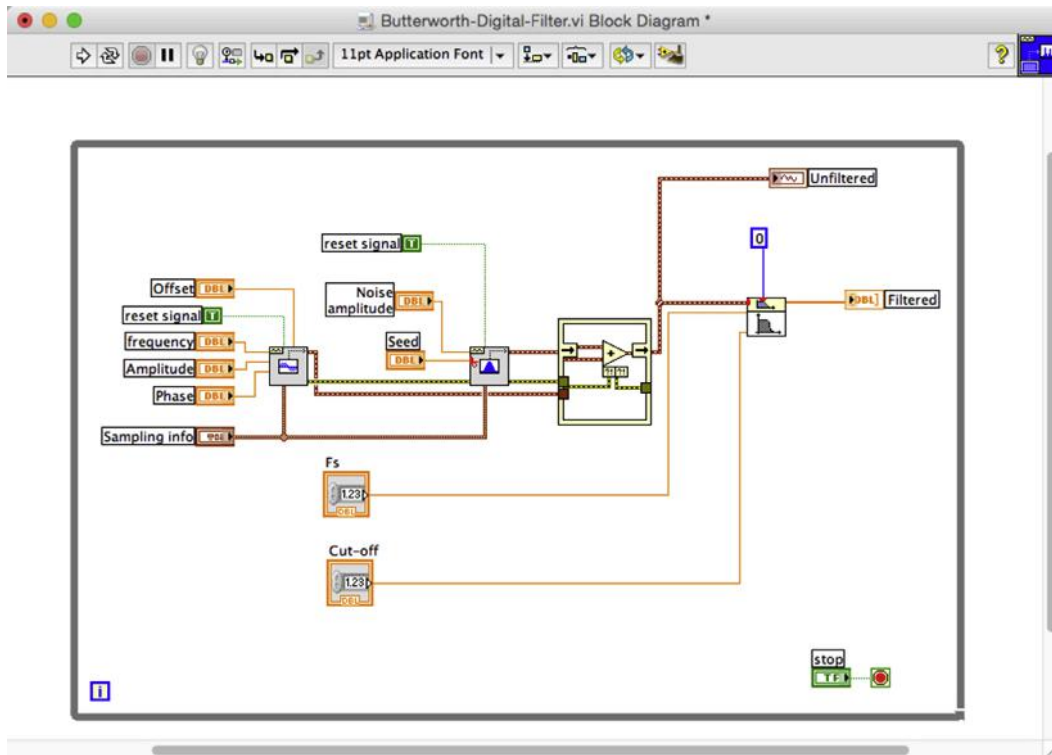 Butterworth-Digital-Filter.vi Block Diagram *
11pt Application Font
?
Unfiltered
reset signal
T
0
Offset
DBL
Noise
amplitude
DBL
DBL
Filtered
reset signal
T
frequency
DBL
Seed
DBL
Amplitude
DBL
Phase
DBL
Sampling info
Fs
1.23
DBL
Cut-off
1.23
DBL
stop
TF
i